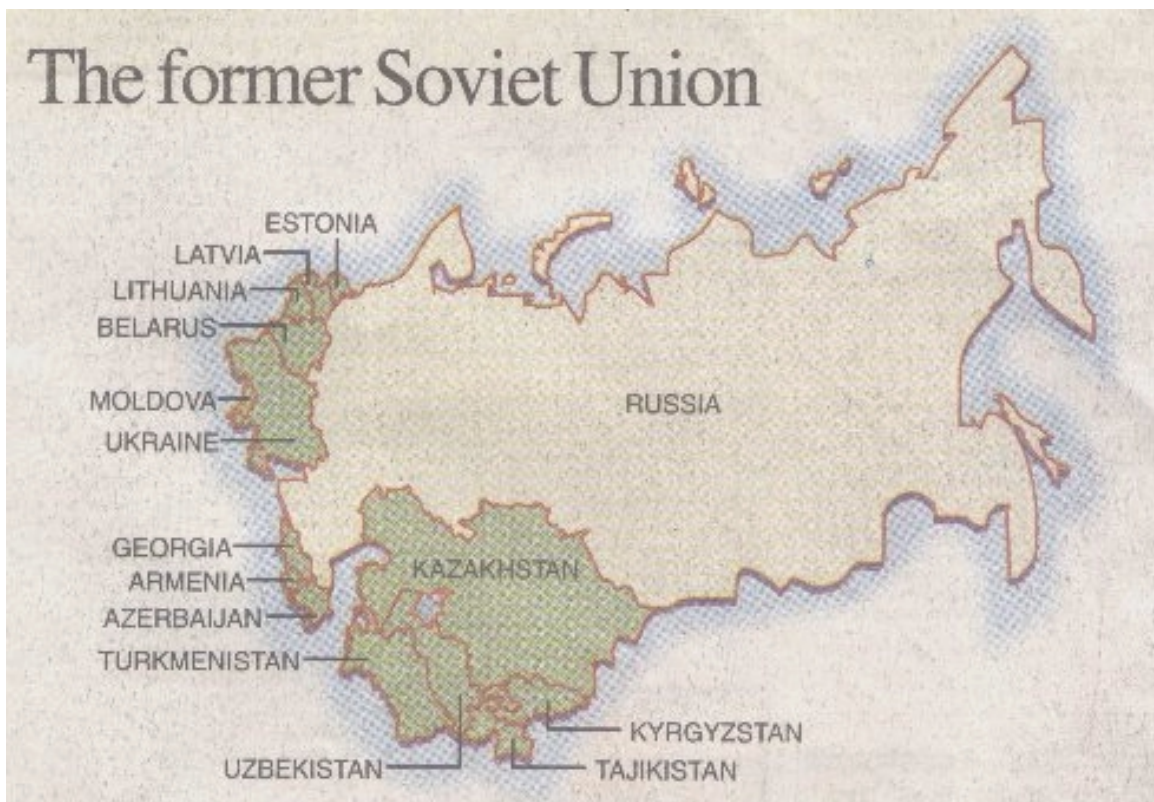 The former Soviet Union
ESTONIA
LATVIA
LITHUANIA
BELARUS
MOLDOVA
RUSSIA
UKRAINE
GEORGIA
KAZAKHSTAN
ARMENIA
AZERBAIJAN
TURKMENISTAN
KYRGYZSTAN
UZBEKISTAN
TAJIKISTAN